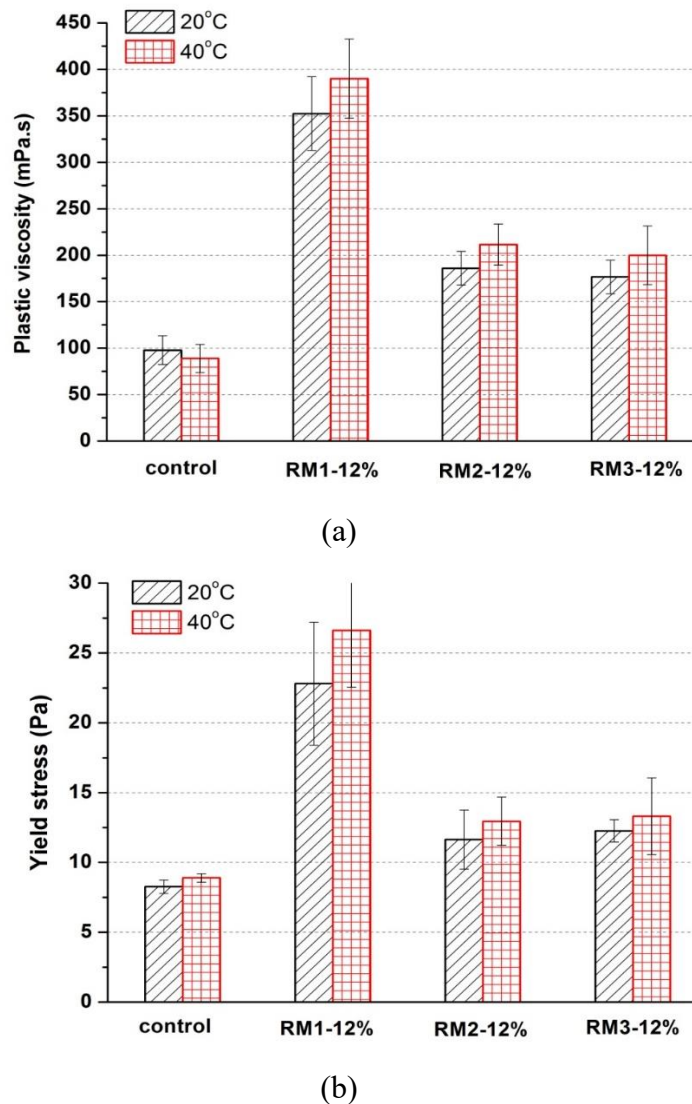 450
400
350
300
250
200
150
100
50
0
Plastic viscosity (mPa.s)
20°C
40°C
control RM1-12% RM2-12% RM3-12%
(a)
30
25
20
15
10
5
0
Yield stress (Pa)
20°C
40°C
control RM1-12% RM2-12% RM3-12%
(b)